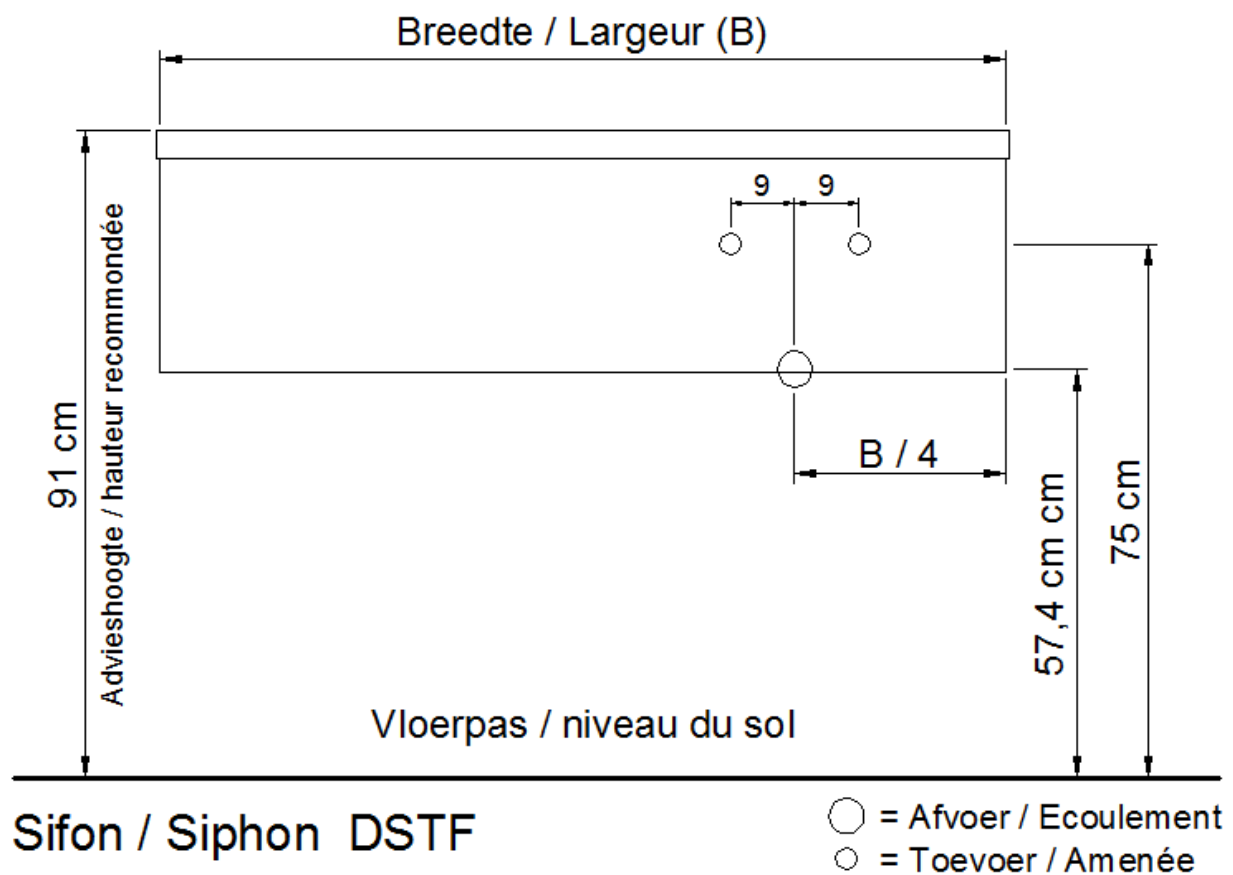 Breedte / Largeur (B)
9 9
91 cm
Advieshoogte / hauteur recommondée
B / 4
57,4 cm cm
75 cm
Vloerpas / niveau du sol
Sifon / Siphon DSTF
= Afvoer / Ecoulement
= Toevoer / Amenée